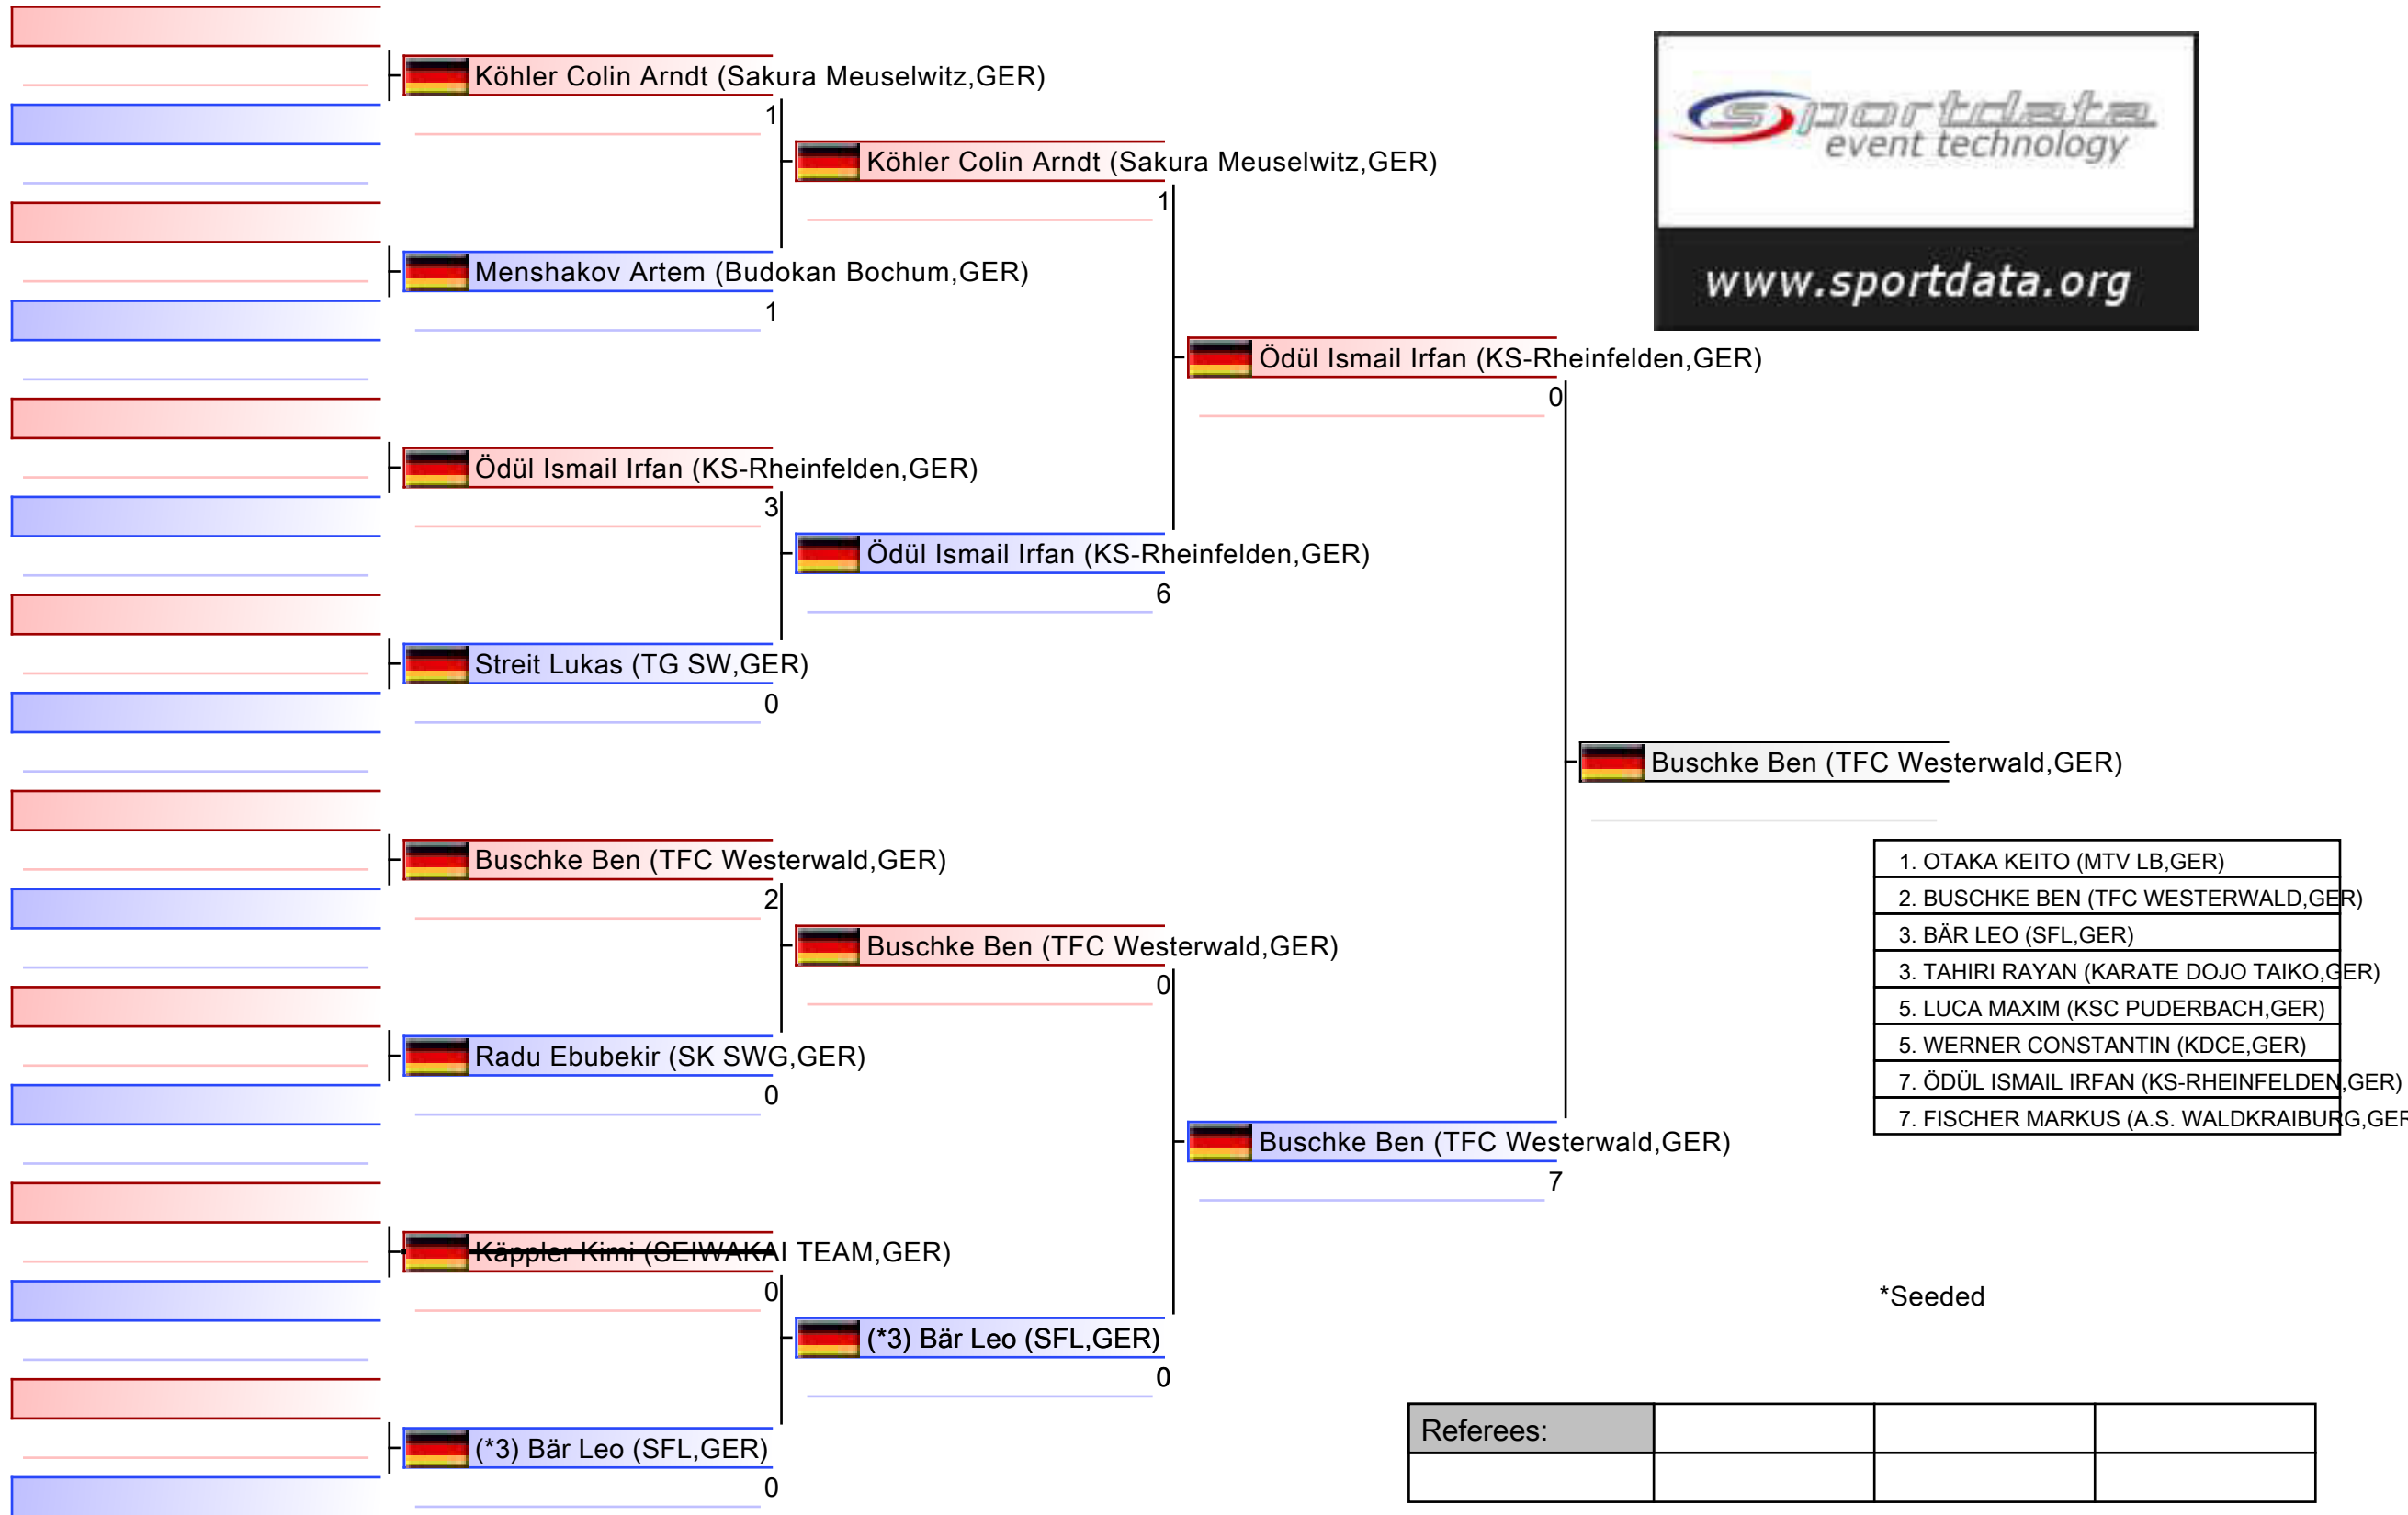 Köhler Colin Arndt (Sakura Meuselwitz,GER)
1
Menshakov Artem (Budokan Bochum,GER)
1
Ödül Ismail Irfan (KS-Rheinfelden,GER)
3
Streit Lukas (TG SW,GER)
0
Buschke Ben (TFC Westerwald,GER)
2
Radu Ebubekir (SK SWG,GER)
0
Käppler Kimi (SEIWAKAI TEAM,GER)
0
(*3) Bär Leo (SFL,GER)
0
Köhler Colin Arndt (Sakura Meuselwitz,GER)
1
Ödül Ismail Irfan (KS-Rheinfelden,GER)
6
Buschke Ben (TFC Westerwald,GER)
0
(*3) Bär Leo (SFL,GER)
0
Ödül Ismail Irfan (KS-Rheinfelden,GER)
0
Buschke Ben (TFC Westerwald,GER)
7
Buschke Ben (TFC Westerwald,GER)
sportdata
event technology
www.sportdata.org
1. OTAKA KEITO (MTV LB,GER)
2. BUSCHKE BEN (TFC WESTERWALD,GER)
3. BÄR LEO (SFL,GER)
3. TAHIRI RAYAN (KARATE DOJO TAIKO,GER)
5. LUCA MAXIM (KSC PUDERBACH,GER)
5. WERNER CONSTANTIN (KDCE,GER)
7. ÖDÜL ISMAIL IRFAN (KS-RHEINFELDEN,GER)
7. FISCHER MARKUS (A.S. WALDKRAIBURG,GER
*Seeded
Referees: